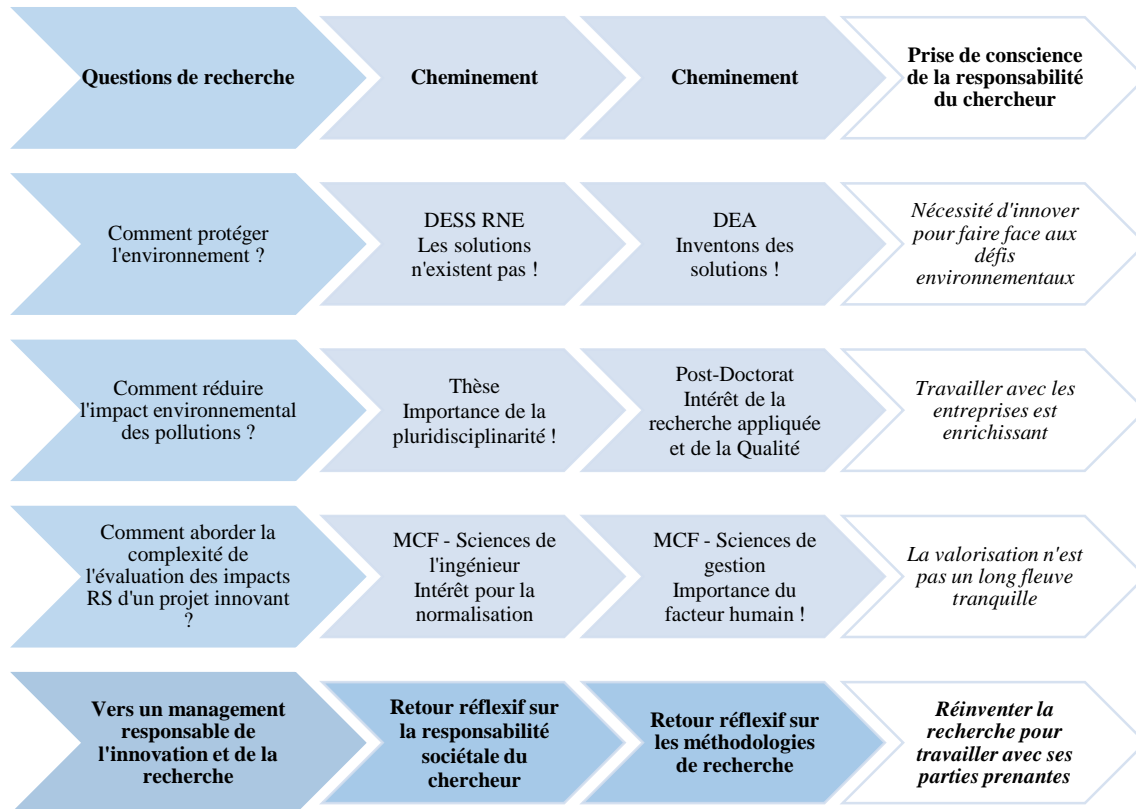 Questions de recherche
Cheminement
Cheminement
Prise de conscience
de la responsabilité
du chercheur
Comment protéger
l'environnement ?
DESS RNE
Les solutions
n'existent pas !
DEA
Inventons des
solutions !
Nécessité d'innover
pour faire face aux
défis
environnementaux
Comment réduire
l'impact environnemental
des pollutions ?
Thèse
Importance de la
pluridisciplinarité !
Post-Doctorat
Intérêt de la
recherche appliquée
et de la Qualité
Travailler avec les
entreprises est
enrichissant
Comment aborder la
complexité de
l'évaluation des impacts
RS d'un projet innovant
?
MCF - Sciences de
l'ingénieur
Intérêt pour la
normalisation
MCF - Sciences de
gestion
Importance du
facteur humain !
La valorisation n'est
pas un long fleuve
tranquille
Vers un management
responsable de
l'innovation et de la
recherche
Retour réflexif sur
la responsabilité
sociétale du
chercheur
Retour réflexif sur
les méthodologies
de recherche
Réinventer la
recherche pour
travailler avec ses
parties prenantes